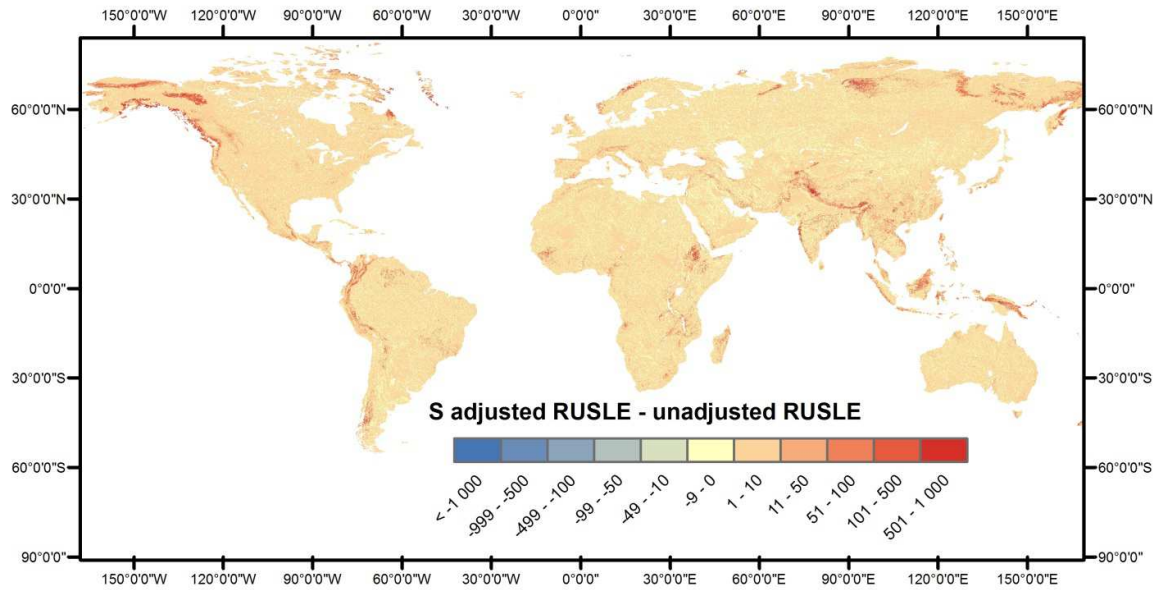 150°0'0"W 120°0'0"W 90°0'0"W 60°0'0"W 30°0'0"W 0°0'0" 30°0'0"E 60°0'0"E 90°0'0"E 120°0'0"E 150°0'0"E
60°0'0"N 60°0'0"N
30°0'0"N 30°0'0"N
0°0'0" 0°0'0"
30°0'0"S 30°0'0"S
S adjusted RUSLE - unadjusted RUSLE
60°0'0"S 60°0'0"S
< -1 000
-999 - -500
-499 - -100
-99 - -50
-49 - -10
-9 - 0
1 - 10
11 - 50
51 - 100
101 - 500
501 - 1 000
90°0'0" 90°0'0"
150°0'0"W 120°0'0"W 90°0'0"W 60°0'0"W 30°0'0"W 0°0'0" 30°0'0"E 60°0'0"E 90°0'0"E 120°0'0"E 150°0'0"E